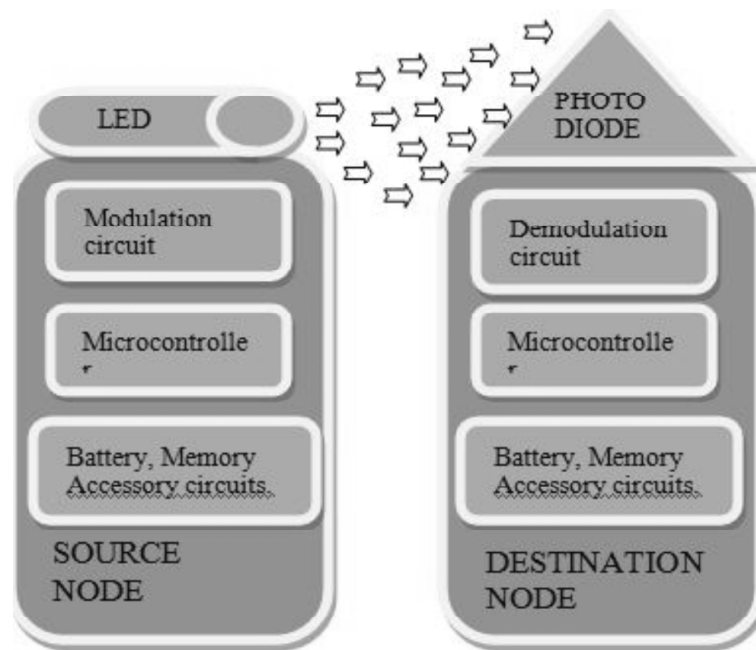 LED
Modulation
circuit
Microcontrolle
r
Battery, Memory
Accessory circuits.
SOURCE
NODE
PHOTO
DIODE
Demodulation
circuit
Microcontrolle
r
Battery, Memory
Accessory circuits.
DESTINATION
NODE